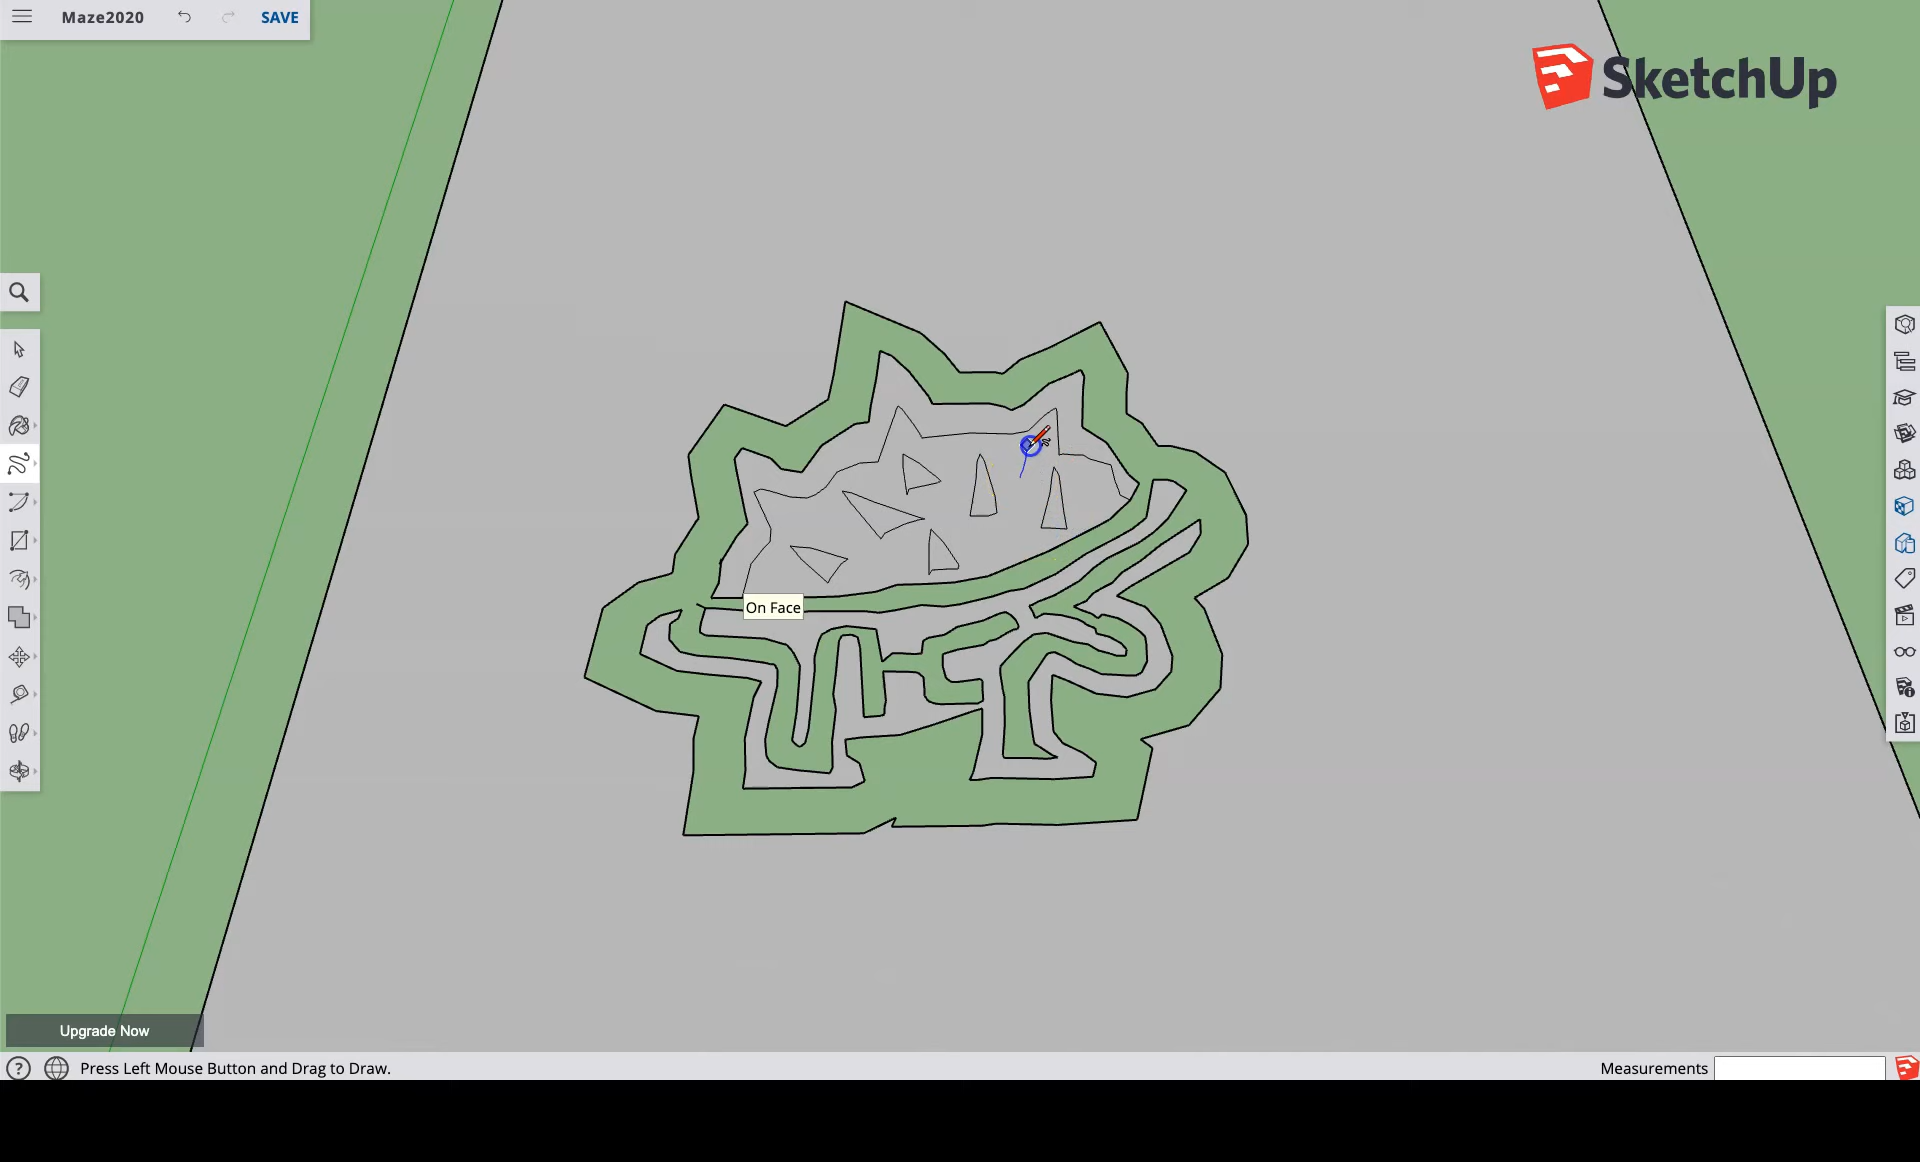 Maze2020
SAVE
SketchUp
On Face
Upgrade Now
? Press Left Mouse Button and Drag to Draw.
Measurements